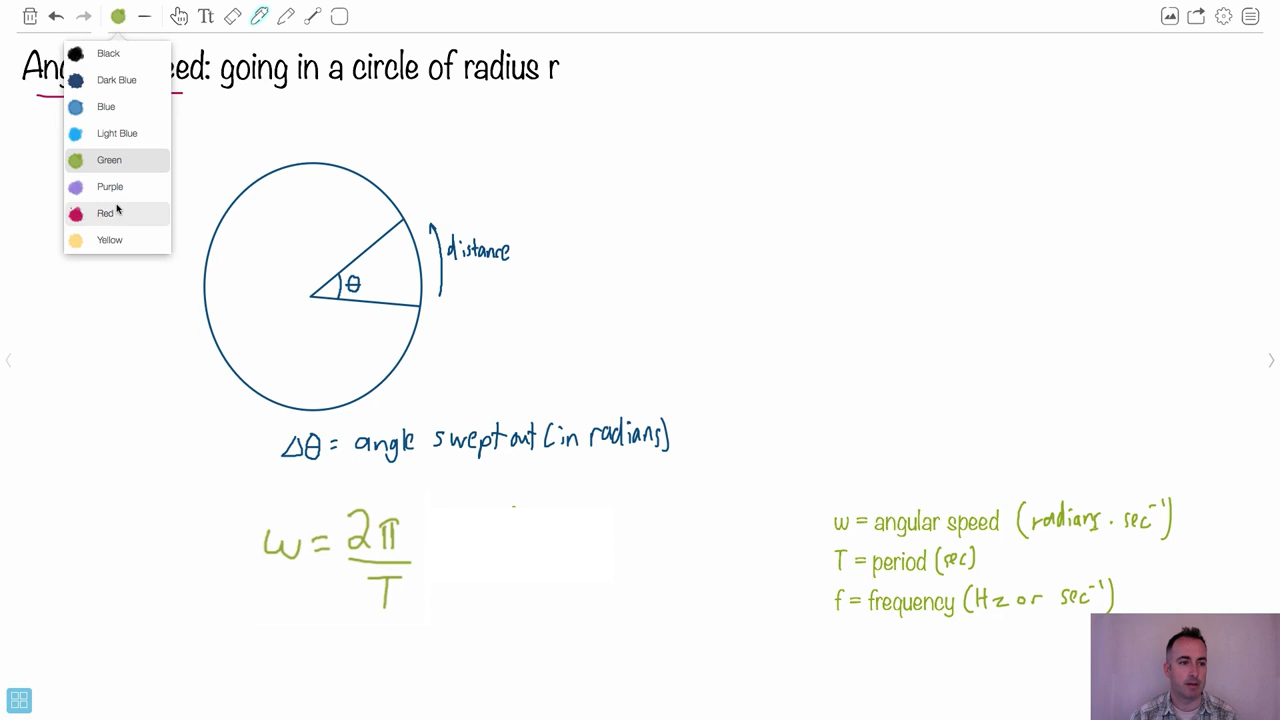 Tt
Ang eed: going in a circle of radius r
Black
Dark Blue
Blue
Light Blue
Green
Purple
Red
Yellow
distance
θ
Δθ = angle swept out (in radians)
ω = 2π
T
w = angular speed (radians · sec⁻¹)
T = period (sec)
f = frequency (Hz or sec⁻¹)